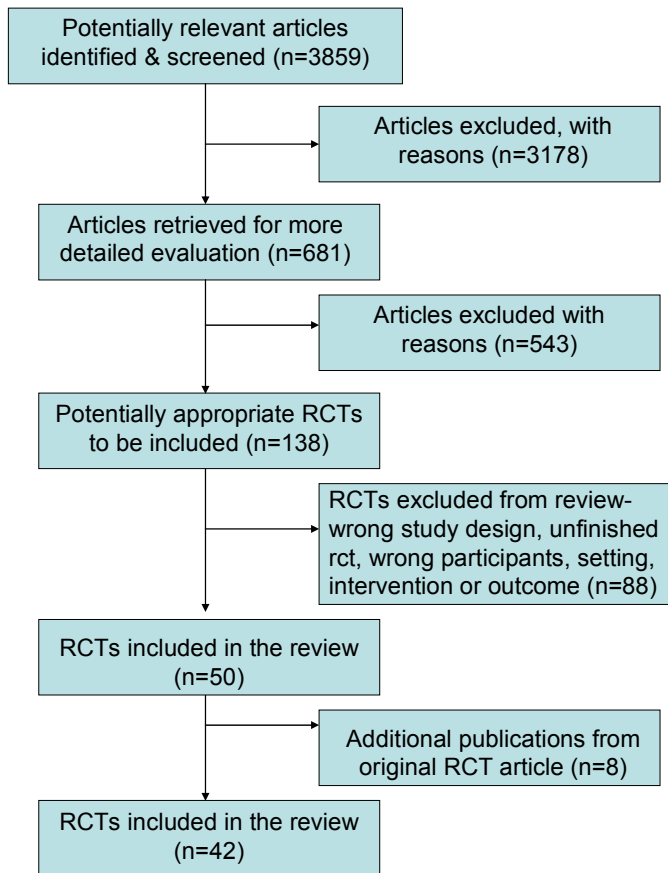 Potentially relevant articles
identified & screened (n=3859)
Articles excluded, with
reasons (n=3178)
Articles retrieved for more
detailed evaluation (n=681)
Articles excluded with
reasons (n=543)
Potentially appropriate RCTs
to be included (n=138)
RCTs excluded from review-
wrong study design, unfinished
rct, wrong participants, setting,
intervention or outcome (n=88)
RCTs included in the review
(n=50)
Additional publications from
original RCT article (n=8)
RCTs included in the review
n=42)